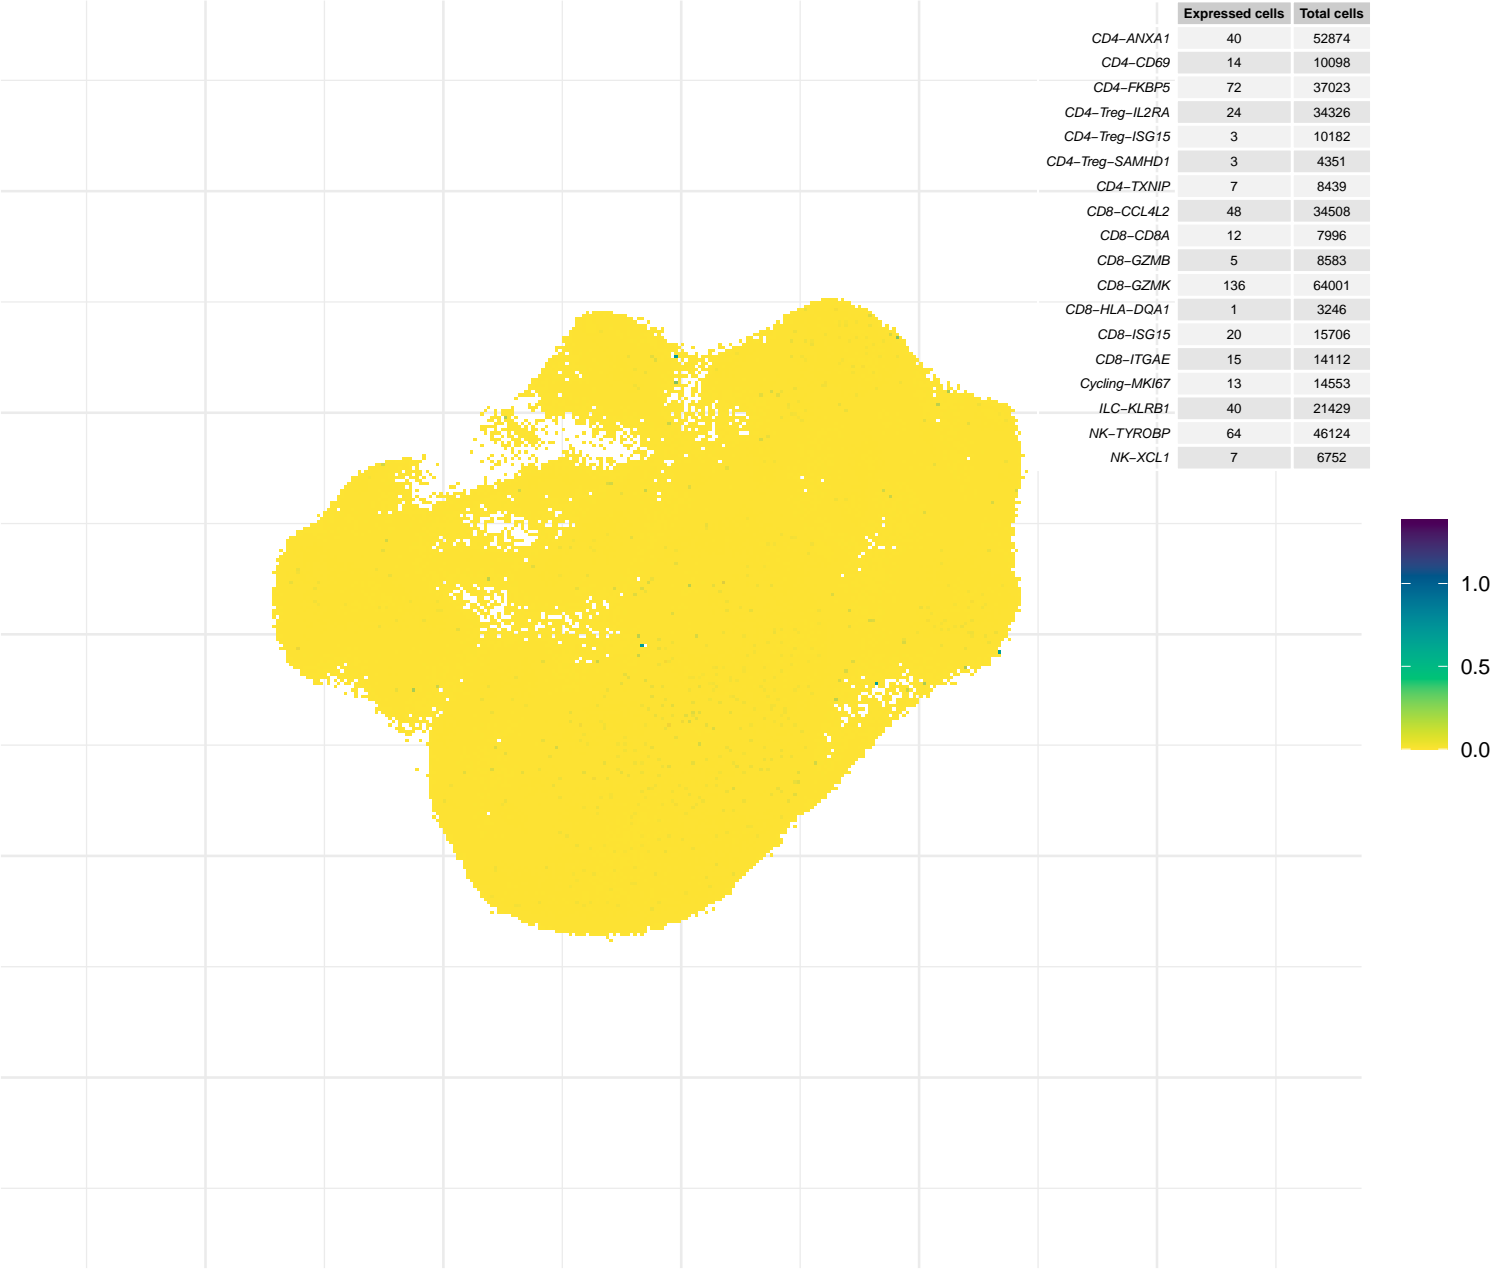 Expressed cells Total cells
CD4−ANXA1 40 52874
CD4−CD69 14 10098
CD4−FKBP5 72 37023
CD4−Treg−IL2RA 24 34326
CD4−Treg−ISG15 3 10182
CD4−Treg−SAMHD1 3 4351
CD4−TXNIP 7 8439
CD8−CCL4L2 48 34508
CD8−CD8A 12 7996
CD8−GZMB 5 8583
CD8−GZMK 136 64001
CD8−HLA−DQA1 1 3246
CD8−ISG15 20 15706
CD8−ITGAE 15 14112
Cycling−MKI67 13 14553
ILC−KLRB1 40 21429
NK−TYROBP 64 46124
NK−XCL1 7 6752
1.0
0.5
0.0